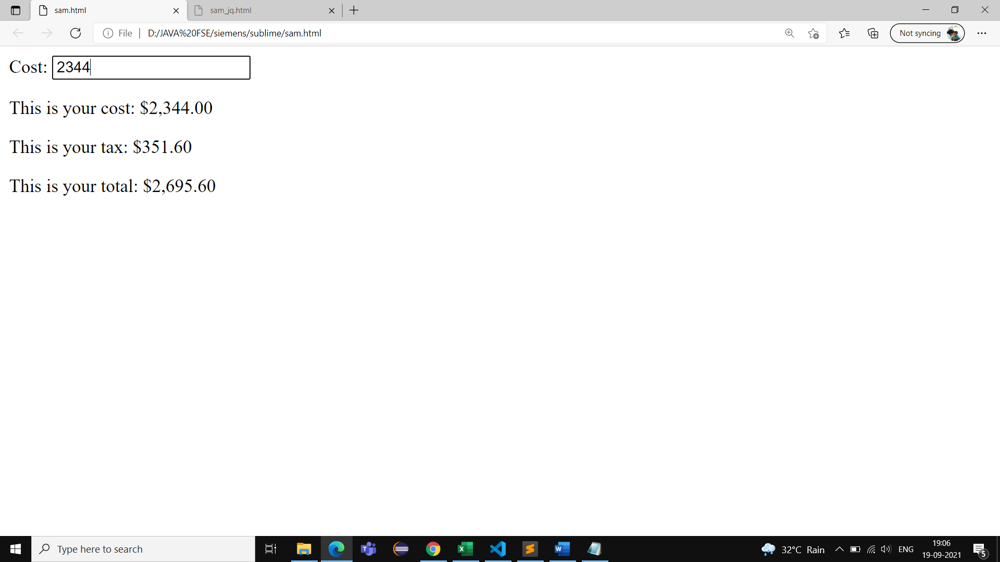 sam.html
sam_jq.html
File
D:/JAVA%20FSE/siemens/sublime/sam.html
Not syncing
Cost: 2344
This is your cost: $2,344.00
This is your tax: $351.60
This is your total: $2,695.60
Type here to search
32°C Rain
ENG
19:06
19-09-2021
5